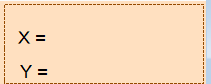 X =
Y =